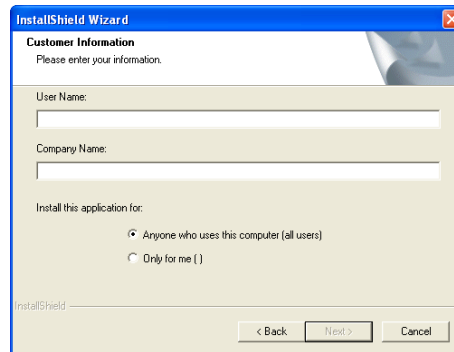 InstallShield Wizard
Customer Information
Please enter your information.
User Name:
Company Name:
Install this application for:
Anyone who uses this computer (all users)
Only for me ( )
InstallShield
< Back Next > Cancel